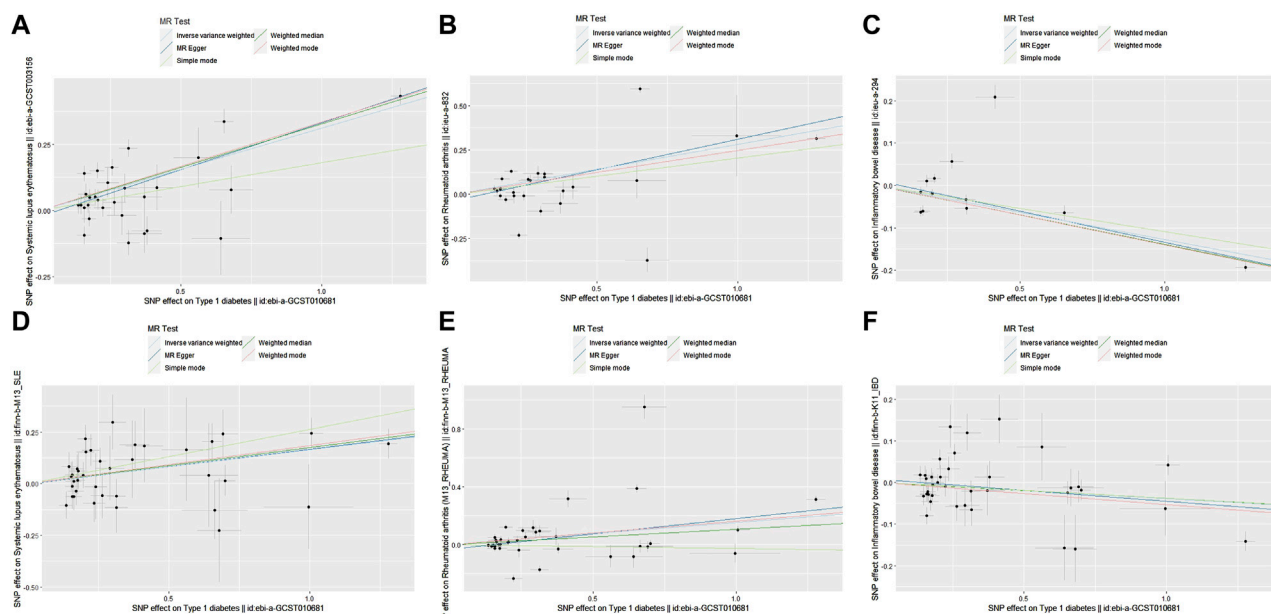 A
MR Test
Inverse variance weighted
Weighted median
MR Egger
Weighted mode
Simple mode
SNP effect on Systemic lupus erythematosus || id:ebi-a-GCST003156
0.50
0.25
0.00
-0.25
0.5
1.0
SNP effect on Type 1 diabetes || id:ebi-a-GCST010681
B
MR Test
Inverse variance weighted
Weighted median
MR Egger
Weighted mode
Simple mode
SNP effect on Rheumatoid arthritis || id:ieu-a-832
0.50
0.25
0.00
-0.25
0.5
1.0
SNP effect on Type 1 diabetes || id:ebi-a-GCST010681
C
MR Test
Inverse variance weighted
Weighted median
MR Egger
Weighted mode
Simple mode
SNP effect on Inflammatory bowel disease || id:ieu-a-294
0.2
0.1
0.0
-0.1
-0.2
0.5
1.0
SNP effect on Type 1 diabetes || id:ebi-a-GCST010681
D
MR Test
Inverse variance weighted
Weighted median
MR Egger
Weighted mode
Simple mode
SNP effect on Systemic lupus erythematosus || id:finn-b-M13_SLE
0.25
0.00
-0.25
-0.50
0.5
1.0
SNP effect on Type 1 diabetes || id:ebi-a-GCST010681
E
MR Test
Inverse variance weighted
Weighted median
MR Egger
Weighted mode
Simple mode
effect on Rheumatoid arthritis (M13_RHEUMA) || id:finn-b-M13_RHEUMA
1.0
0.5
0.0
0.5
1.0
SNP effect on Type 1 diabetes || id:ebi-a-GCST010681
F
MR Test
Inverse variance weighted
Weighted median
MR Egger
Weighted mode
Simple mode
SNP effect on Inflammatory bowel disease || id:finn-b-K11_IBD
0.2
0.1
0.0
-0.1
-0.2
0.5
1.0
SNP effect on Type 1 diabetes || id:ebi-a-GCST010681